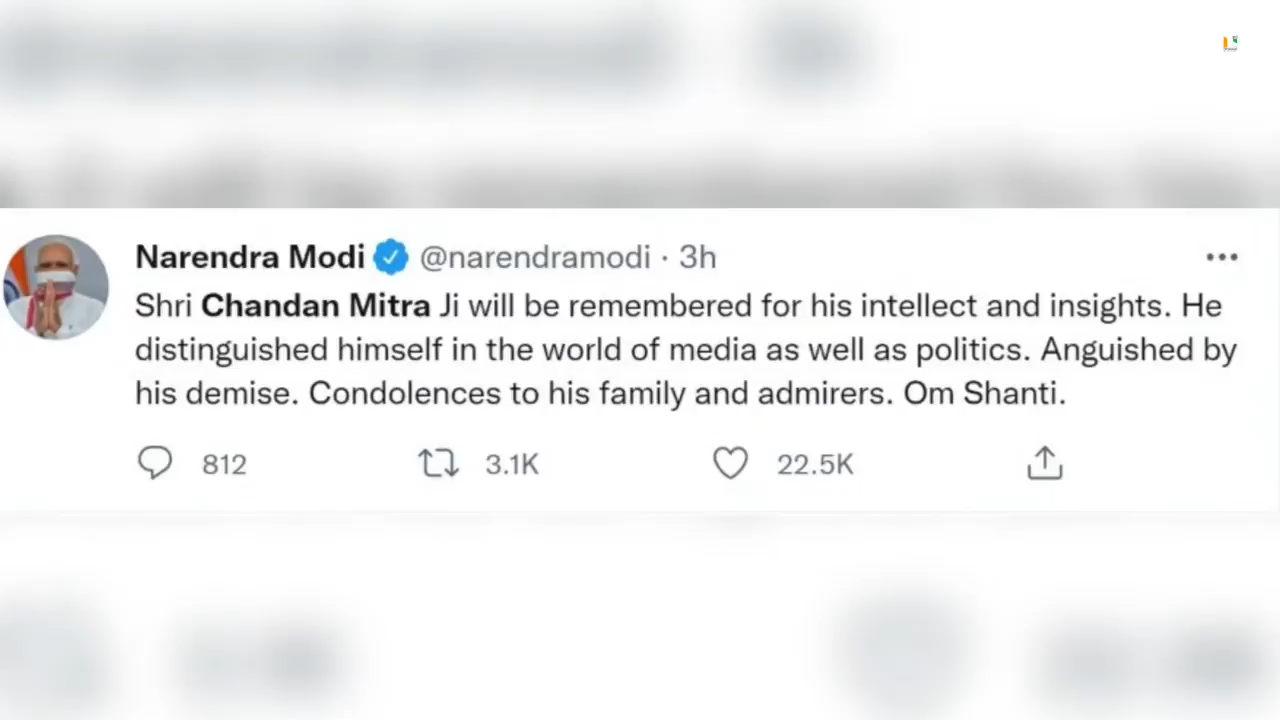 Narendra Modi @narendramodi · 3h
Shri Chandan Mitra Ji will be remembered for his intellect and insights. He
distinguished himself in the world of media as well as politics. Anguished by
his demise. Condolences to his family and admirers. Om Shanti.
812 3.1K 22.5K